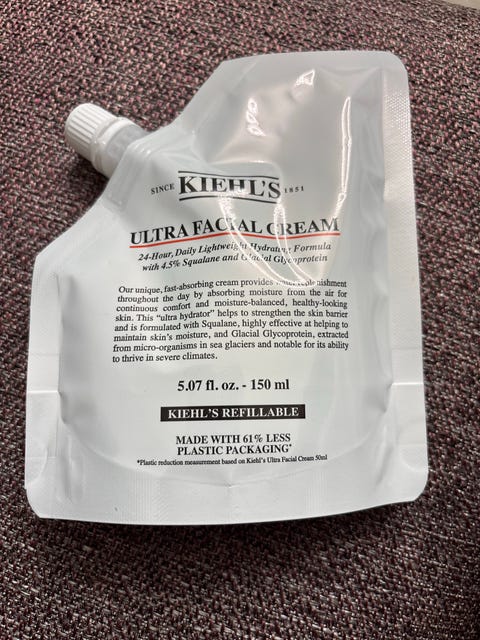 SINCE KIEHL'S 1851
ULTRA FACIAL CREAM
24-Hour, Daily Lightweight Hydrating Formula
with 4.5% Squalane and Glacial Glycoprotein
Our unique, fast-absorbing cream provides water replenishment
throughout the day by absorbing moisture from the air for
continuous comfort and moisture-balanced, healthy-looking
skin. This "ultra hydrator" helps to strengthen the skin barrier
and is formulated with Squalane, highly effective at helping to
maintain skin's moisture, and Glacial Glycoprotein, extracted
from micro-organisms in sea glaciers and notable for its ability
to thrive in severe climates.
5.07 fl. oz. - 150 ml
KIEHL'S REFILLABLE
MADE WITH 61% LESS
PLASTIC PACKAGING*
*Plastic reduction measurement based on Kiehl's Ultra Facial Cream 50ml